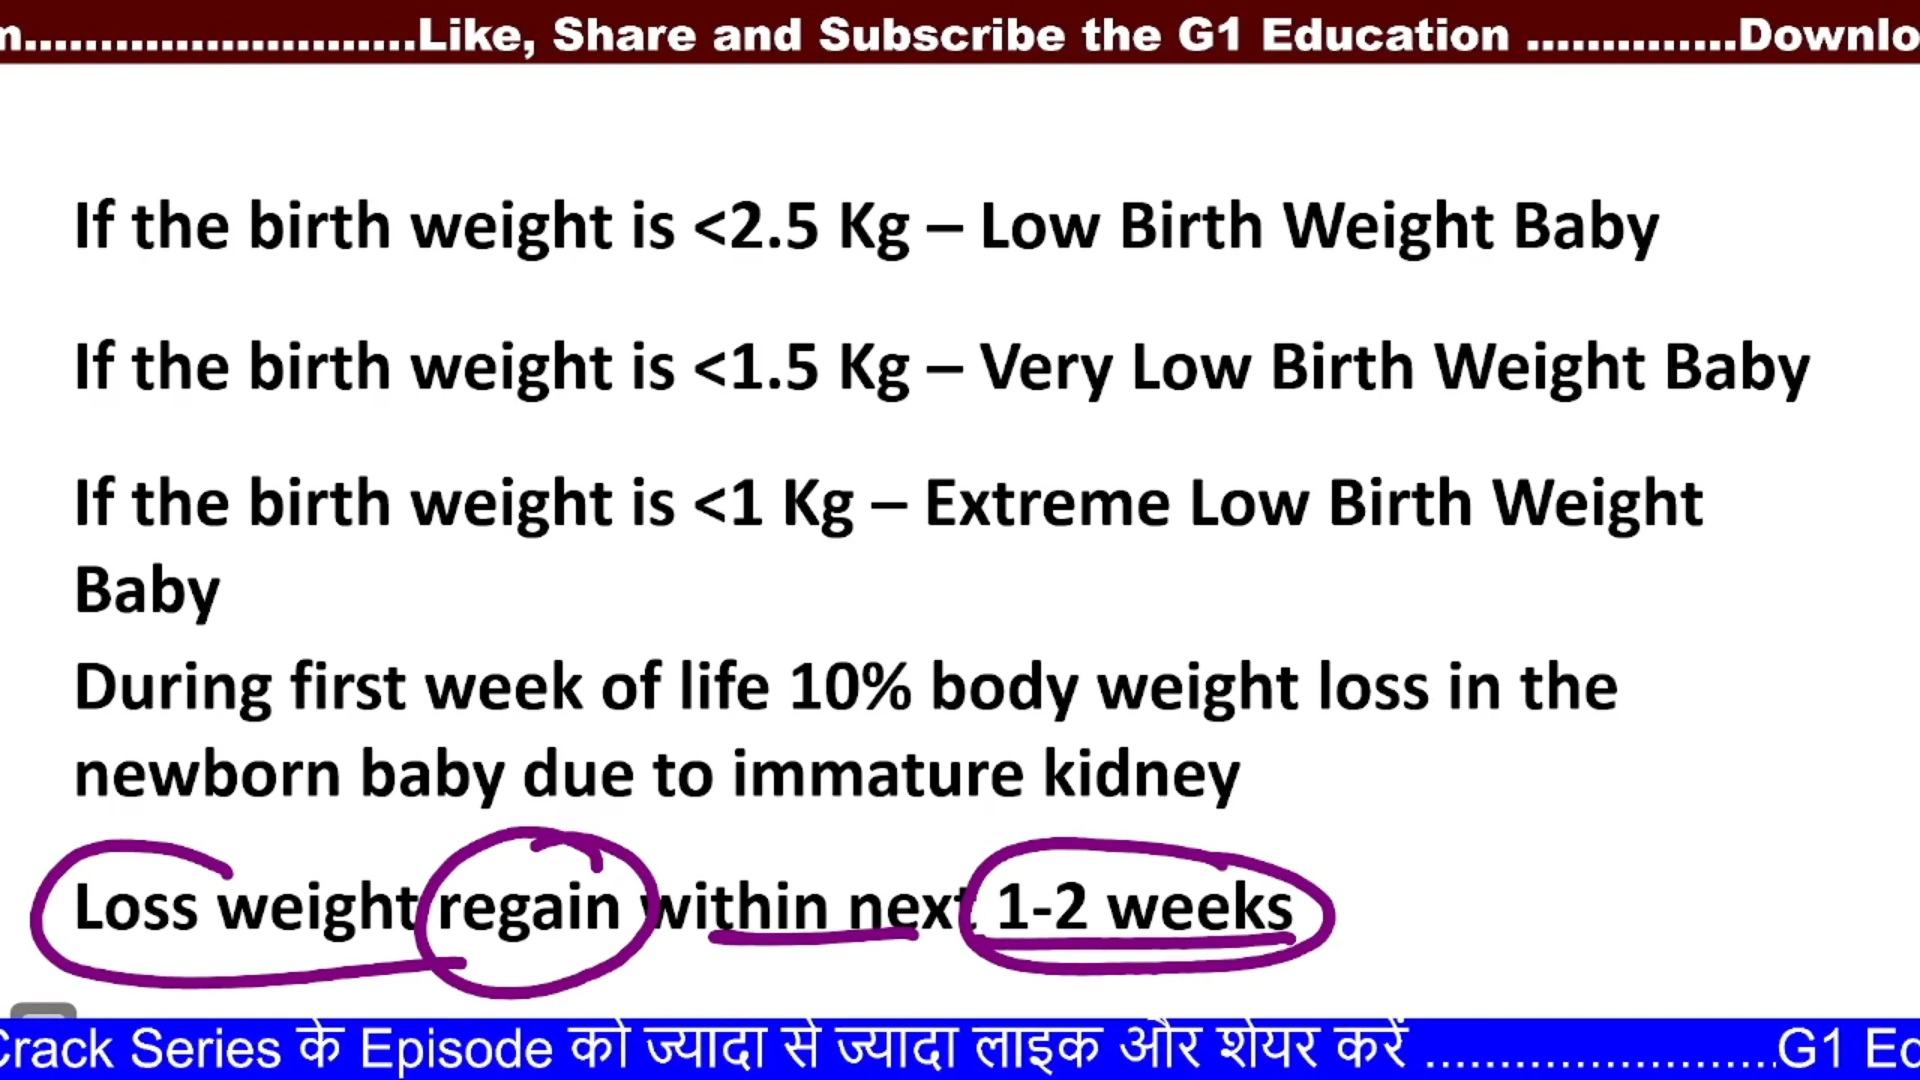 n..........................Like, Share and Subscribe the G1 Education ..............Downlo
If the birth weight is <2.5 Kg – Low Birth Weight Baby
If the birth weight is <1.5 Kg – Very Low Birth Weight Baby
If the birth weight is <1 Kg – Extreme Low Birth Weight
Baby
During first week of life 10% body weight loss in the
newborn baby due to immature kidney
Loss weight regain within next 1-2 weeks
Crack Series के Episode को ज्यादा से ज्यादा लाइक और शेयर करें .......................G1 Ed